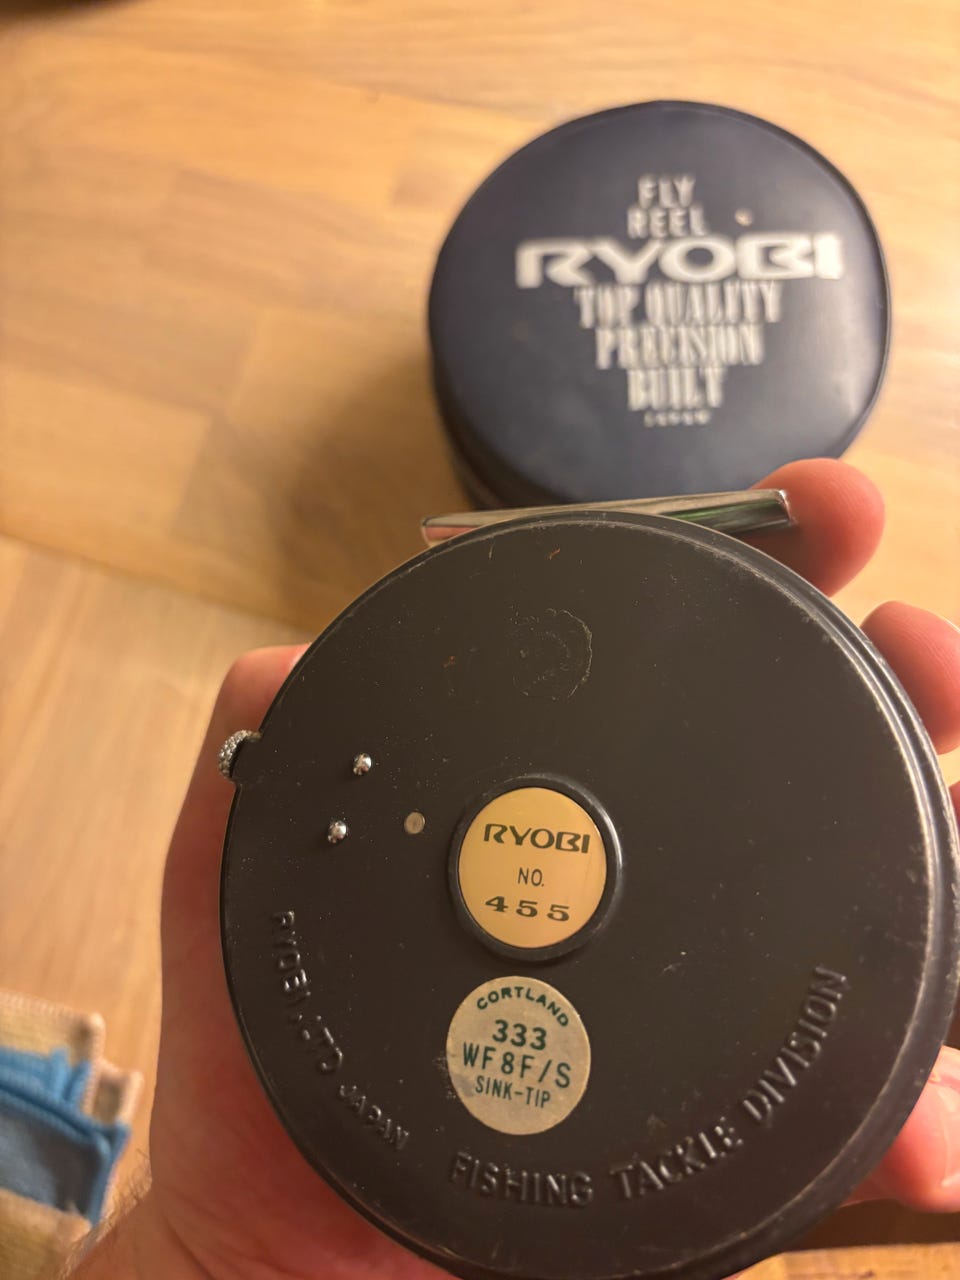 FLY
REEL
RYOBI
TOP QUALITY
PRECISION
BUILT
JAPAN
RYOBI
NO.
455
CORTLAND
333
WF8F/S
SINK-TIP
RYOBI LTD JAPAN
FISHING TACKLE DIVISION